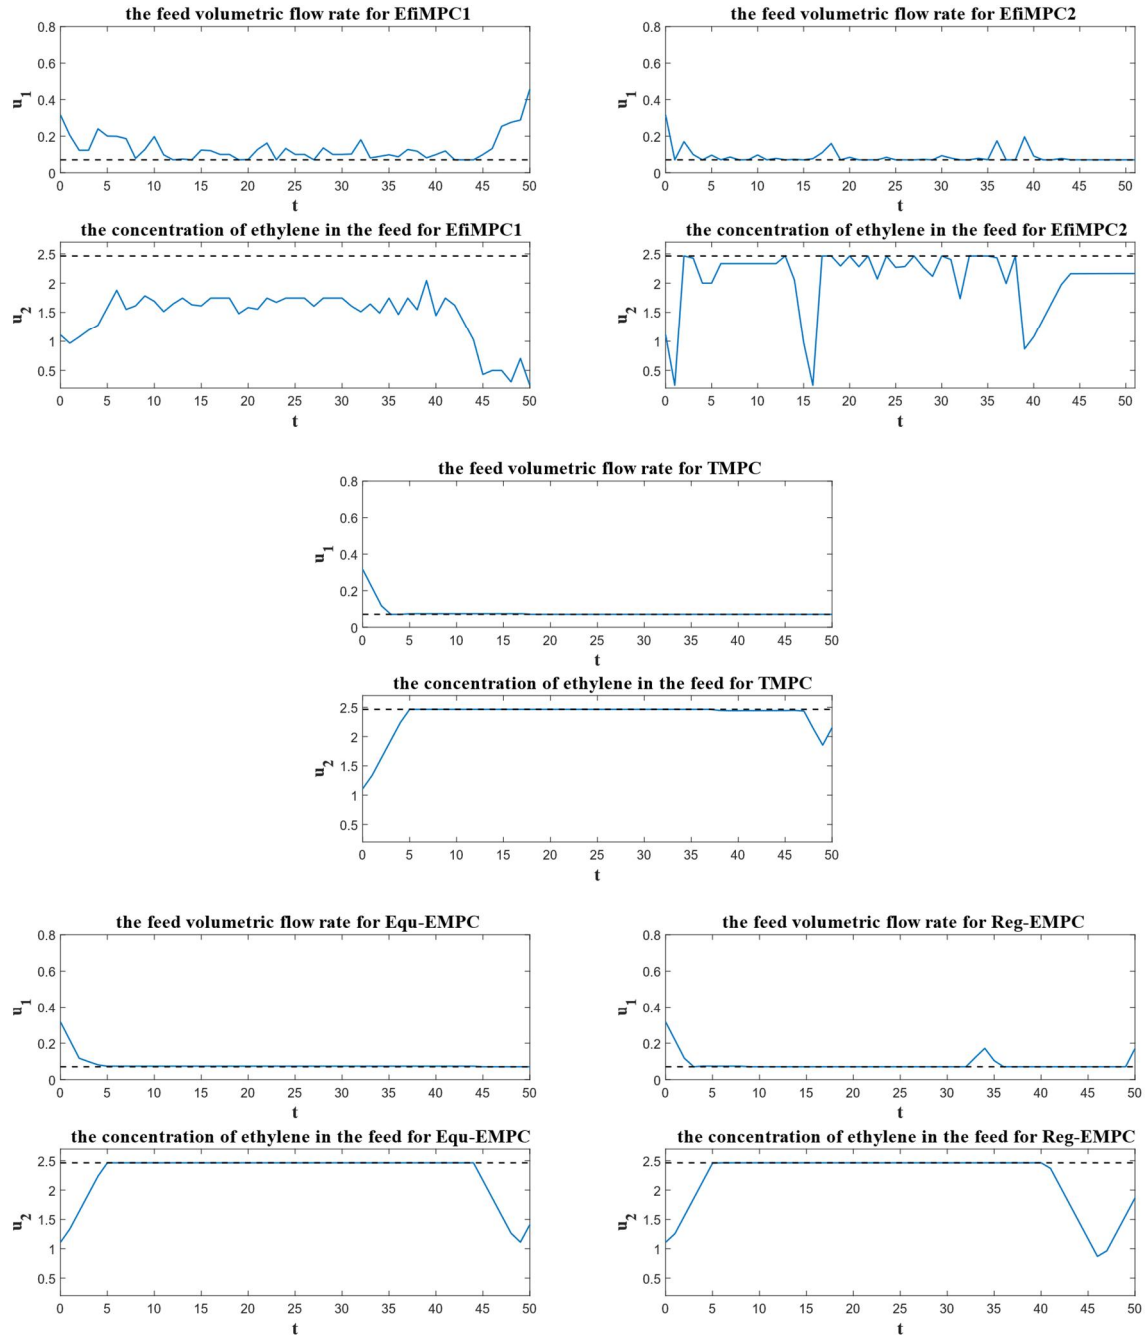 the feed volumetric flow rate for EfiMPC1
0.8
0.6
0.4
0.2
0
u1
0 5 10 15 20 25 30 35 40 45 50
t
the feed volumetric flow rate for EfiMPC2
0.8
0.6
0.4
0.2
0
u1
0 5 10 15 20 25 30 35 40 45 50
t
the concentration of ethylene in the feed for EfiMPC1
2.5
2
1.5
1
0.5
u2
0 5 10 15 20 25 30 35 40 45 50
t
the concentration of ethylene in the feed for EfiMPC2
2.5
2
1.5
1
0.5
u2
0 5 10 15 20 25 30 35 40 45 50
t
the feed volumetric flow rate for TMPC
0.8
0.6
0.4
0.2
0
u1
0 5 10 15 20 25 30 35 40 45 50
t
the concentration of ethylene in the feed for TMPC
2.5
2
1.5
1
0.5
u2
0 5 10 15 20 25 30 35 40 45 50
t
the feed volumetric flow rate for Equ-EMPC
0.8
0.6
0.4
0.2
0
u1
0 5 10 15 20 25 30 35 40 45 50
t
the feed volumetric flow rate for Reg-EMPC
0.8
0.6
0.4
0.2
0
u1
0 5 10 15 20 25 30 35 40 45 50
t
the concentration of ethylene in the feed for Equ-EMPC
2.5
2
1.5
1
0.5
u2
0 5 10 15 20 25 30 35 40 45 50
t
the concentration of ethylene in the feed for Reg-EMPC
2.5
2
1.5
1
0.5
u2
0 5 10 15 20 25 30 35 40 45 50
t